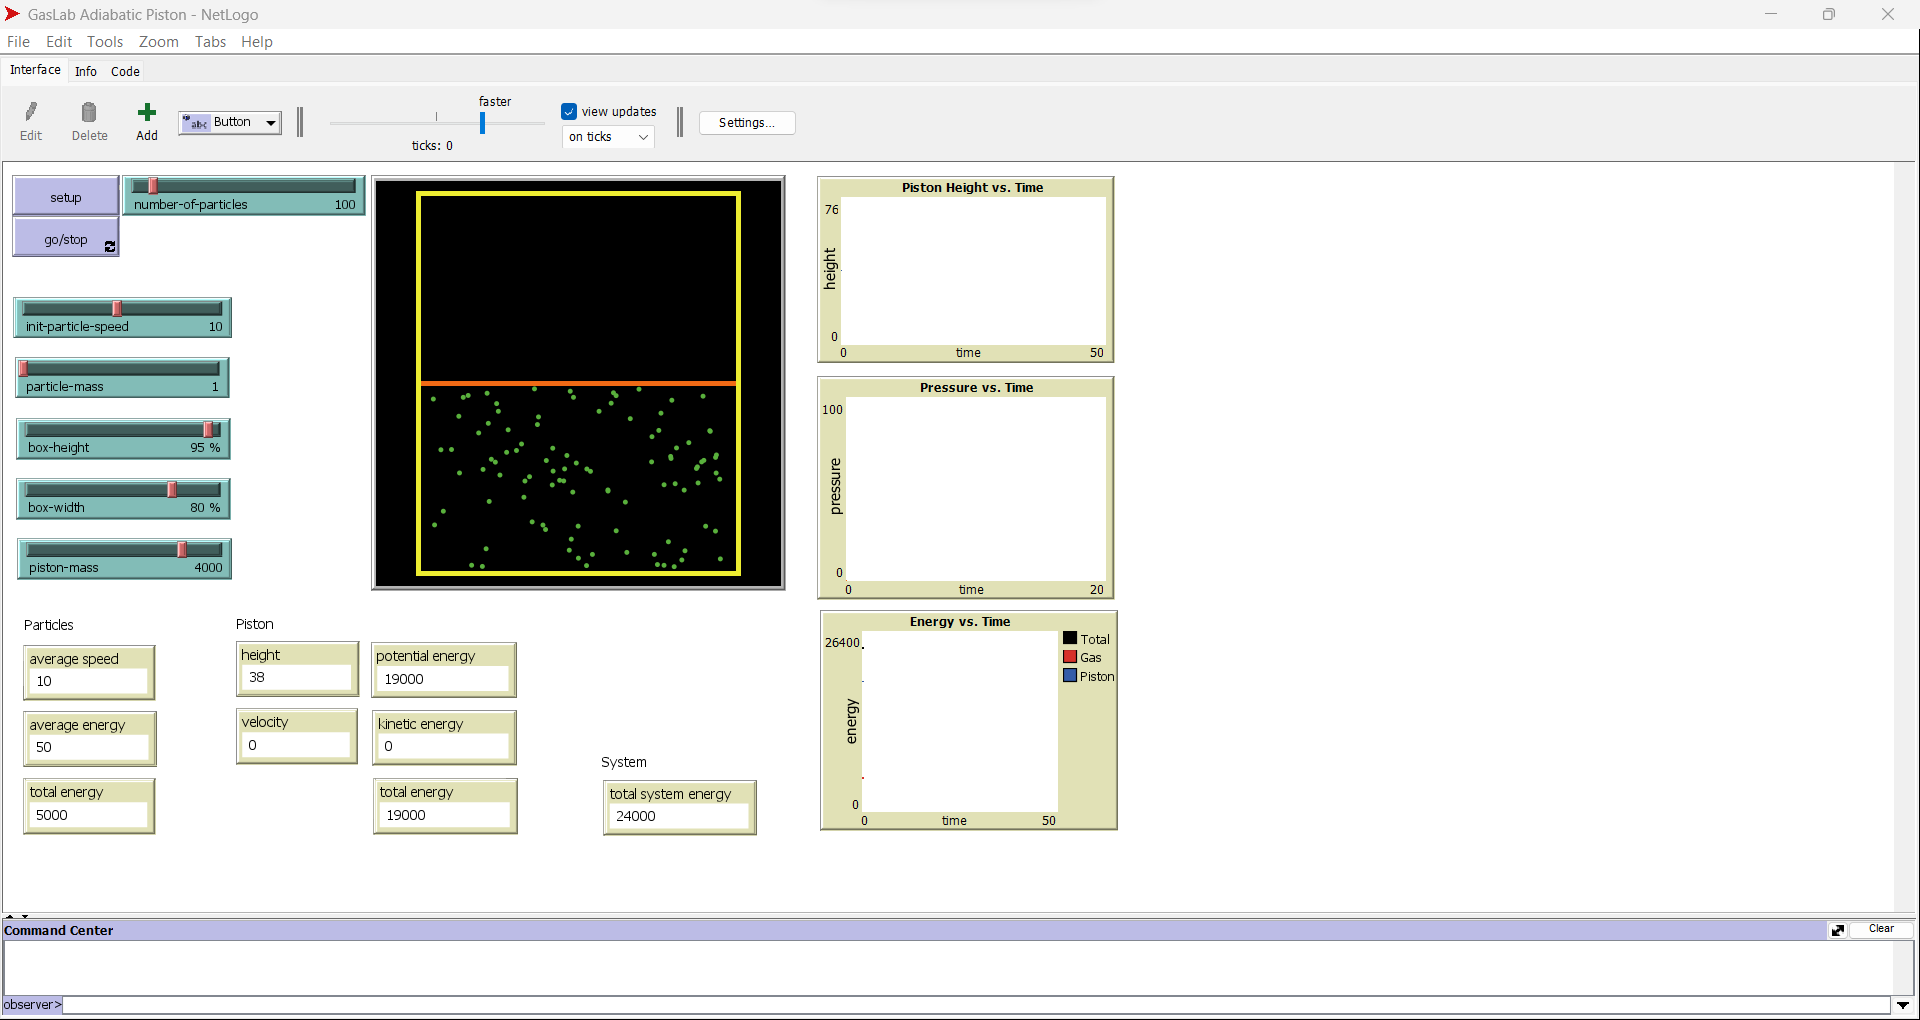 GasLab Adiabatic Piston - NetLogo
File Edit Tools Zoom Tabs Help
Interface Info Code
Edit Delete Add abc Button faster ticks: 0 view updates on ticks Settings...
setup
number-of-particles 100
go/stop
init-particle-speed 10
particle-mass 1
box-height 95 %
box-width 80 %
piston-mass 4000
Piston Height vs. Time
76
height
0
0 time 50
Pressure vs. Time
100
pressure
0
0 time 20
Particles
average speed
10
average energy
50
total energy
5000
Piston
height
38
velocity
0
potential energy
19000
kinetic energy
0
total energy
19000
System
total system energy
24000
Energy vs. Time
26400
energy
0
0 time 50
Total
Gas
Piston
Command Center
Clear
observer>